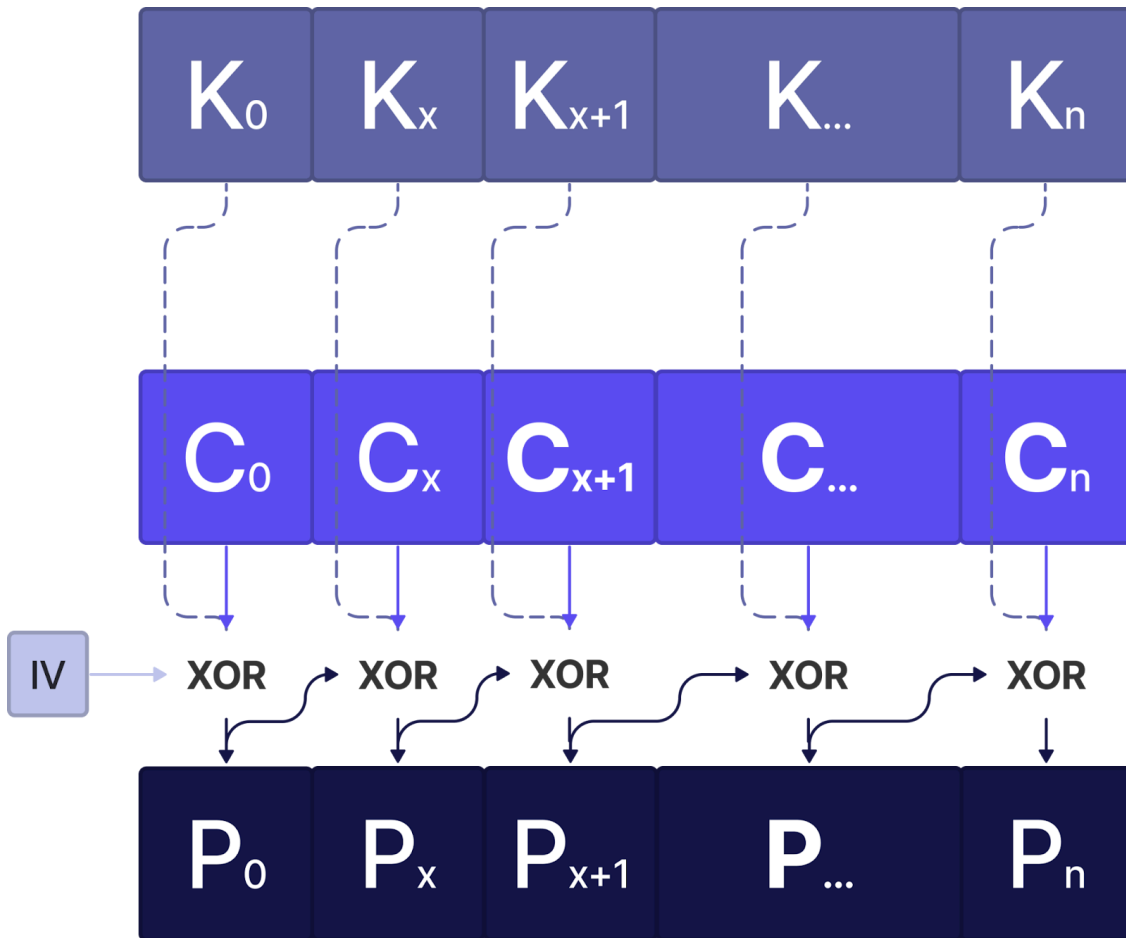 K₀ Kₓ Kₓ₊₁ K... Kₙ
C₀ Cₓ Cₓ₊₁ C... Cₙ
IV XOR XOR XOR XOR XOR
P₀ Pₓ Pₓ₊₁ P... Pₙ